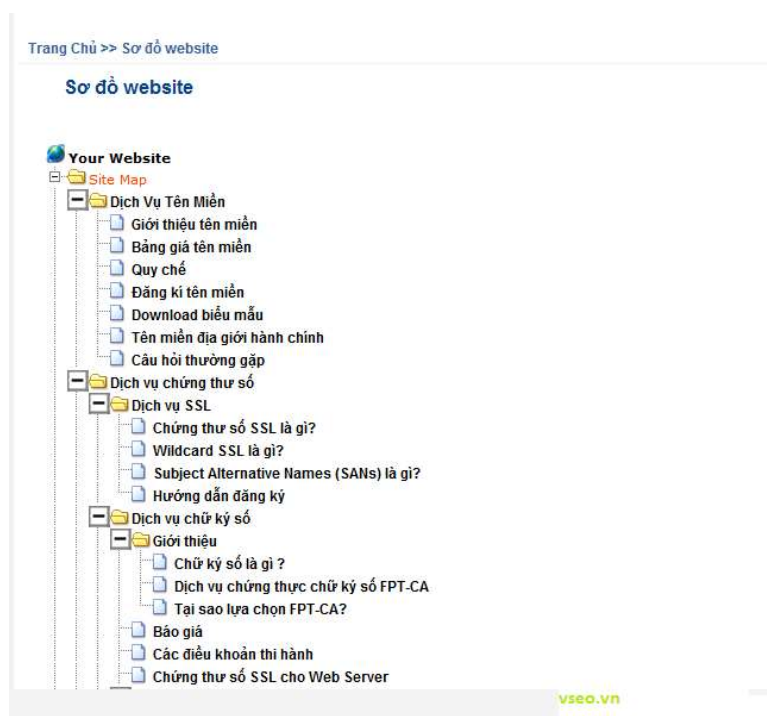 Trang Chủ >> Sơ đồ website
Sơ đồ website
Your Website
Site Map
Dịch Vụ Tên Miền
Giới thiệu tên miền
Bảng giá tên miền
Quy chế
Đăng kí tên miền
Download biểu mẫu
Tên miền địa giới hành chính
Câu hỏi thường gặp
Dịch vụ chứng thư số
Dịch vụ SSL
Chứng thư số SSL là gì?
Wildcard SSL là gì?
Subject Alternative Names (SANs) là gì?
Hướng dẫn đăng ký
Dịch vụ chữ ký số
Giới thiệu
Chữ ký số là gì ?
Dịch vụ chứng thực chữ ký số FPT-CA
Tại sao lựa chọn FPT-CA?
Báo giá
Các điều khoản thi hành
Chứng thư số SSL cho Web Server
vseo.vn